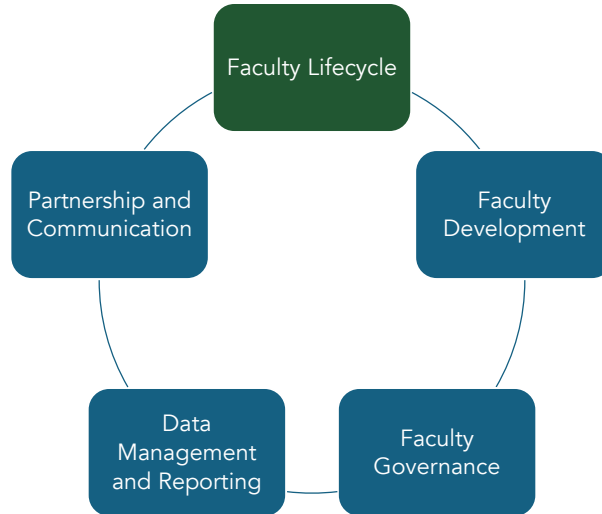 Faculty Lifecycle
Partnership and
Communication
Faculty
Development
Data
Management
and Reporting
Faculty
Governance